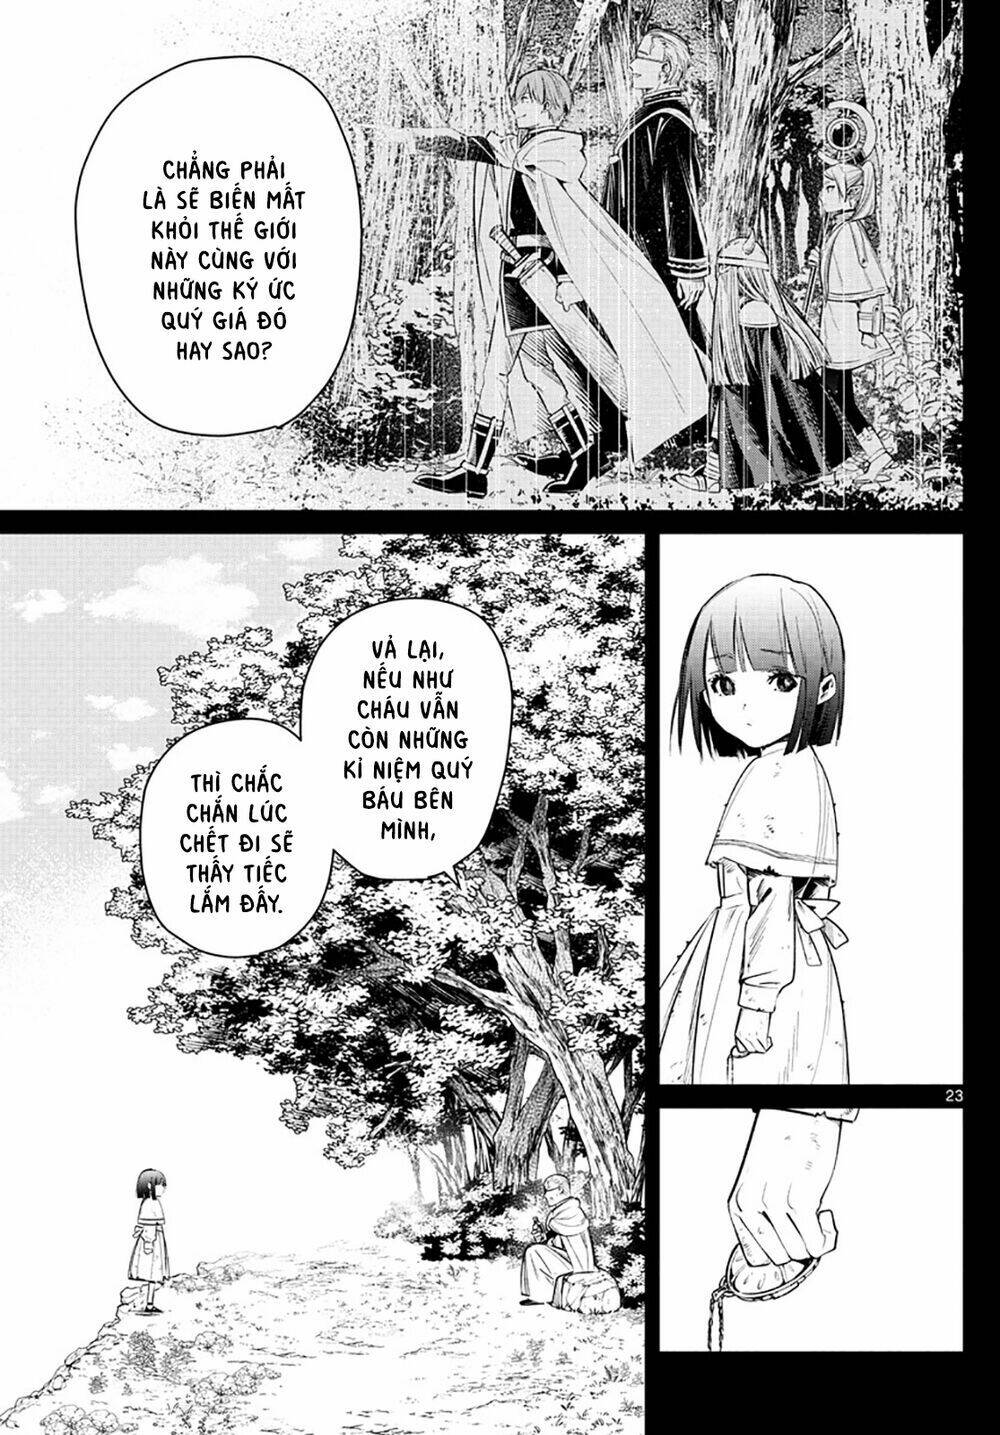 CHẲNG PHẢI
LÀ SẼ BIẾN MẤT
KHỎI THẾ GIỚI
NÀY CÙNG VỚI
NHỮNG KÝ ỨC
QUÝ GIÁ ĐÓ
HAY SAO?
VẢ LẠI,
NẾU NHƯ
CHÁU VẪN
CÒN NHỮNG
KỈ NIỆM QUÝ
BÁU BÊN
MÌNH,
THÌ CHẮC
CHẮN LÚC
CHẾT ĐI SẼ
THẤY TIẾC
LẮM ĐẤY.
23